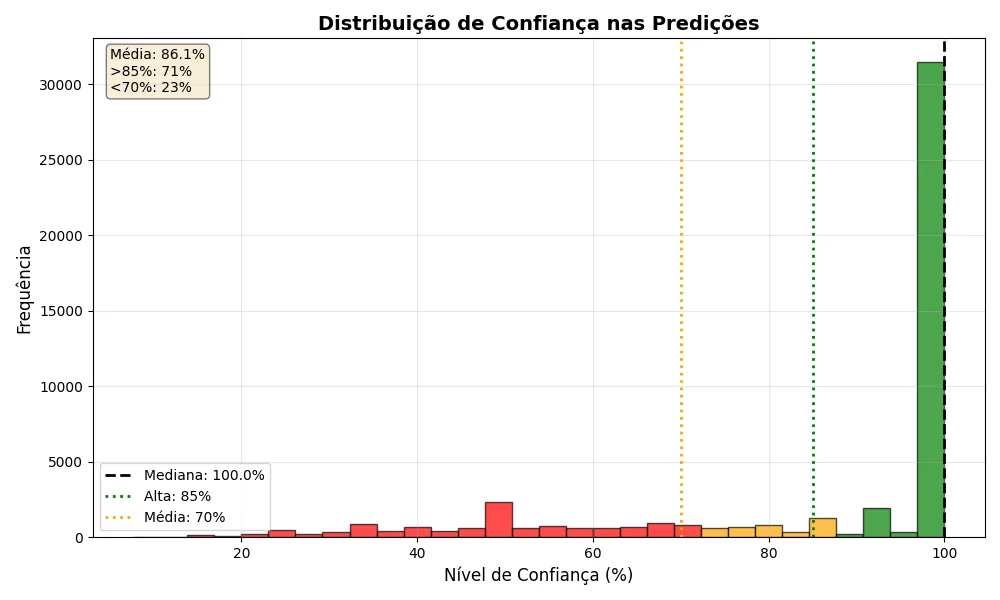 Distribuição de Confiança nas Predições
Média: 86.1%
>85%: 71%
<70%: 23%
Frequência
30000
25000
20000
15000
10000
5000
0
Mediana: 100.0%
Alta: 85%
Média: 70%
20
40
60
80
100
Nível de Confiança (%)